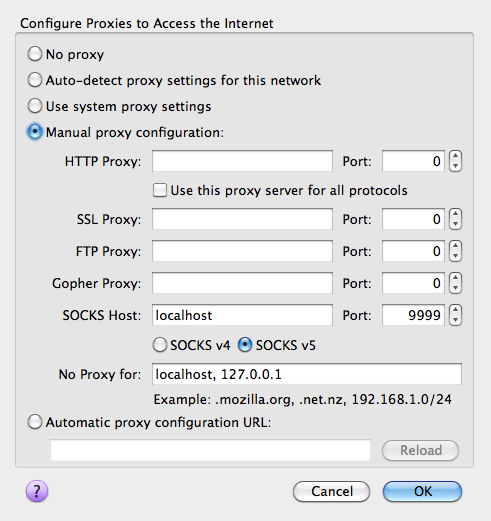 Configure Proxies to Access the Internet
No proxy
Auto-detect proxy settings for this network
Use system proxy settings
Manual proxy configuration:
HTTP Proxy: Port: 0
Use this proxy server for all protocols
SSL Proxy: Port: 0
FTP Proxy: Port: 0
Gopher Proxy: Port: 0
SOCKS Host: localhost Port: 9999
SOCKS v4 SOCKS v5
No Proxy for: localhost, 127.0.0.1
Example: .mozilla.org, .net.nz, 192.168.1.0/24
Automatic proxy configuration URL:
Reload
? Cancel OK